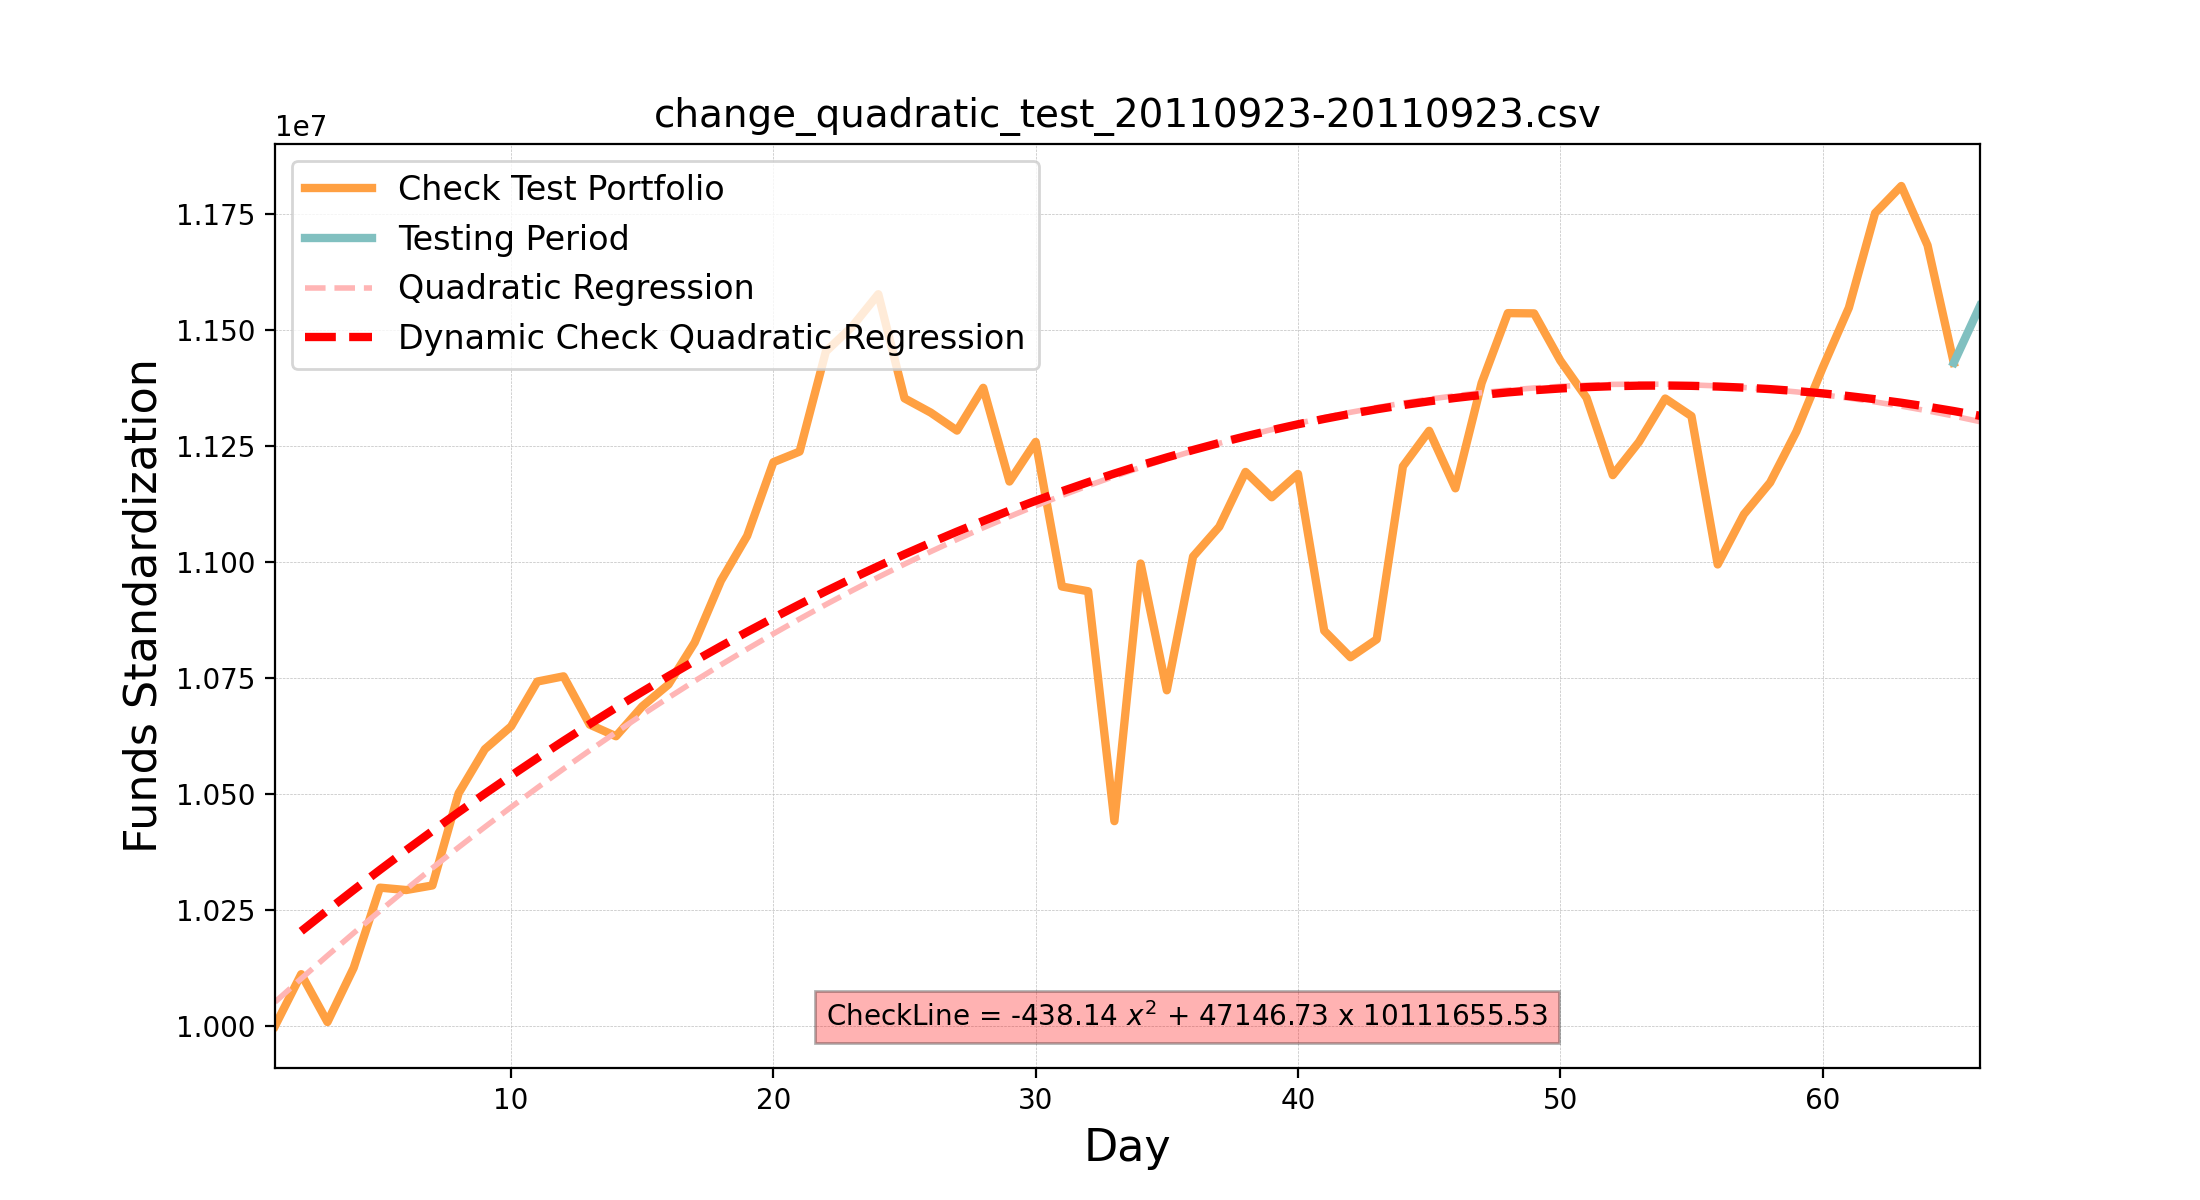 change_quadratic_test_20110923-20110923.csv
1e7
Check Test Portfolio
Testing Period
Quadratic Regression
Dynamic Check Quadratic Regression
1.175
1.150
1.125
1.100
1.075
1.050
1.025
1.000
Funds Standardization
CheckLine = -438.14 x² + 47146.73 x 10111655.53
10 20 30 40 50 60
Day